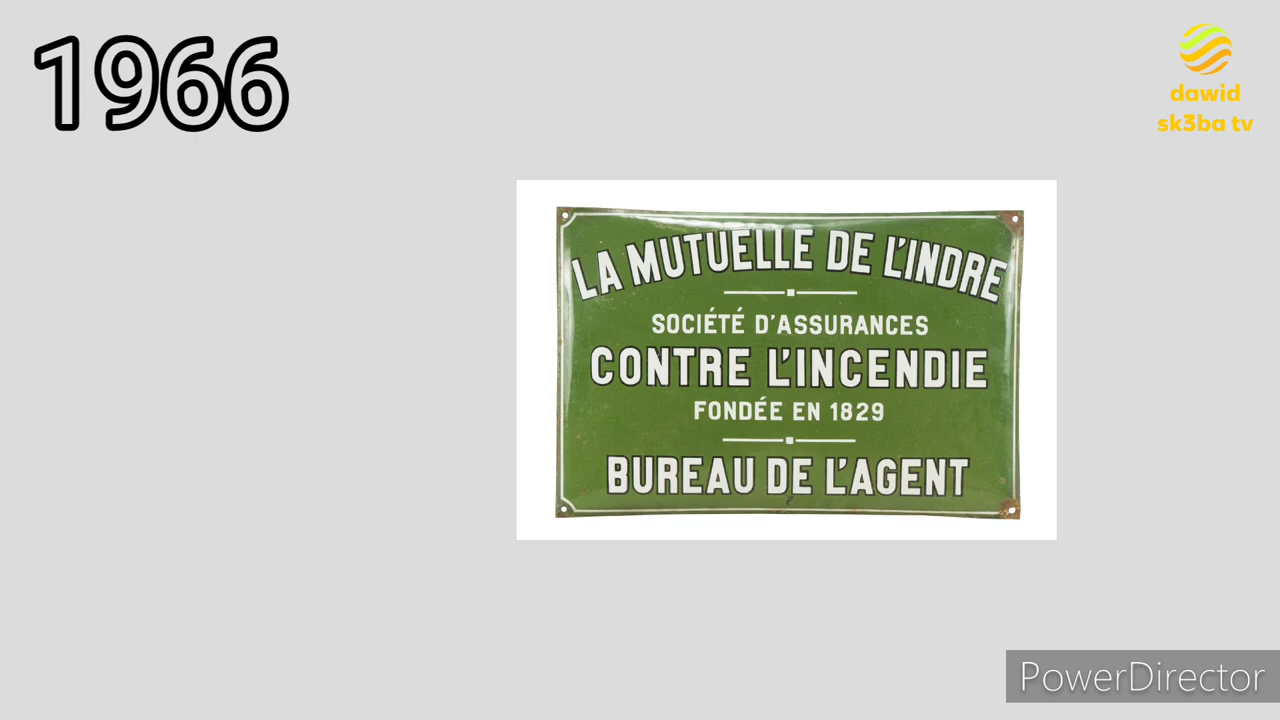 1966
dawid
sk3ba tv
LA MUTUELLE DE L'INDRE
SOCIÉTÉ D'ASSURANCES
CONTRE L'INCENDIE
FONDÉE EN 1829
BUREAU DE L'AGENT
PowerDirector